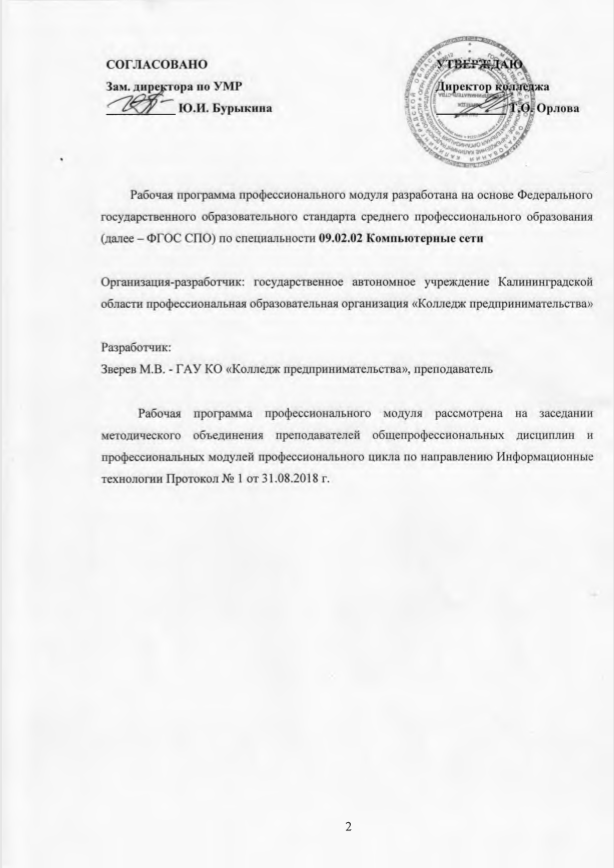 СОГЛАСОВАНО
УТВЕРЖДАЮ
Зам. директора по УМР
Директор колледжа
Ю.И. Бурыкина
Т.О. Орлова
Рабочая программа профессионального модуля разработана на основе Федерального
государственного образовательного стандарта среднего профессионального образования
(далее – ФГОС СПО) по специальности 09.02.02 Компьютерные сети
Организация-разработчик: государственное автономное учреждение Калининградской
области профессиональная образовательная организация «Колледж предпринимательства»
Разработчик:
Зверев М.В. - ГАУ КО «Колледж предпринимательства», преподаватель
Рабочая программа профессионального модуля рассмотрена на заседании
методического объединения преподавателей общепрофессиональных дисциплин и
профессиональных модулей профессионального цикла по направлению Информационные
технологии Протокол № 1 от 31.08.2018 г.
2